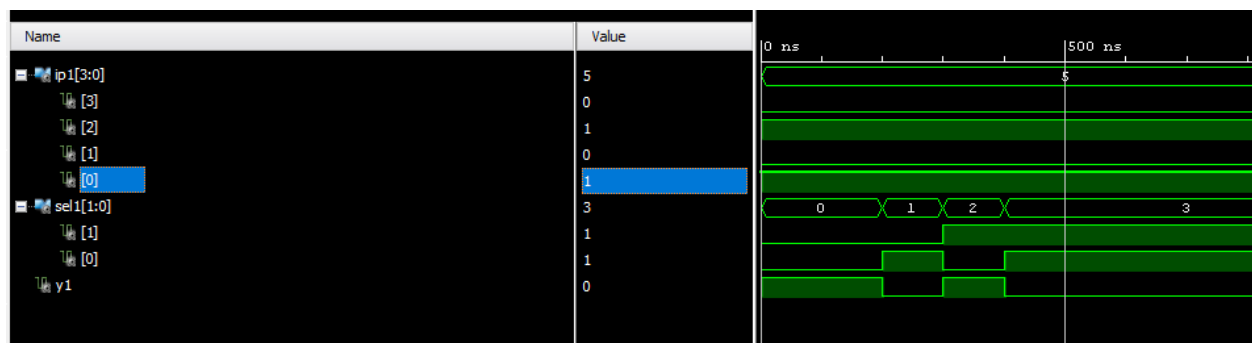 Name Value 0 ns 500 ns
ip1[3:0] 5 5
[3] 0
[2] 1
[1] 0
[0] 1
sel1[1:0] 3 0 1 2 3
[1] 1
[0] 1
y1 0